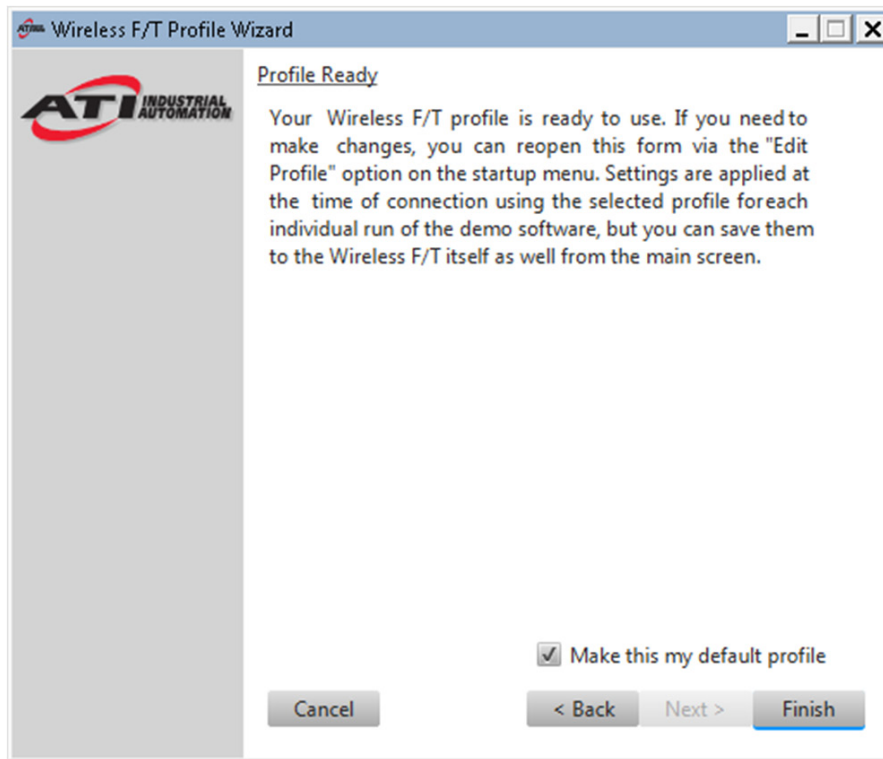 Wireless F/T Profile Wizard
ATI INDUSTRIAL
AUTOMATION
Profile Ready
Your Wireless F/T profile is ready to use. If you need to
make changes, you can reopen this form via the "Edit
Profile" option on the startup menu. Settings are applied at
the time of connection using the selected profile foreach
individual run of the demo software, but you can save them
to the Wireless F/T itself as well from the main screen.
Make this my default profile
Cancel
< Back
Next >
Finish